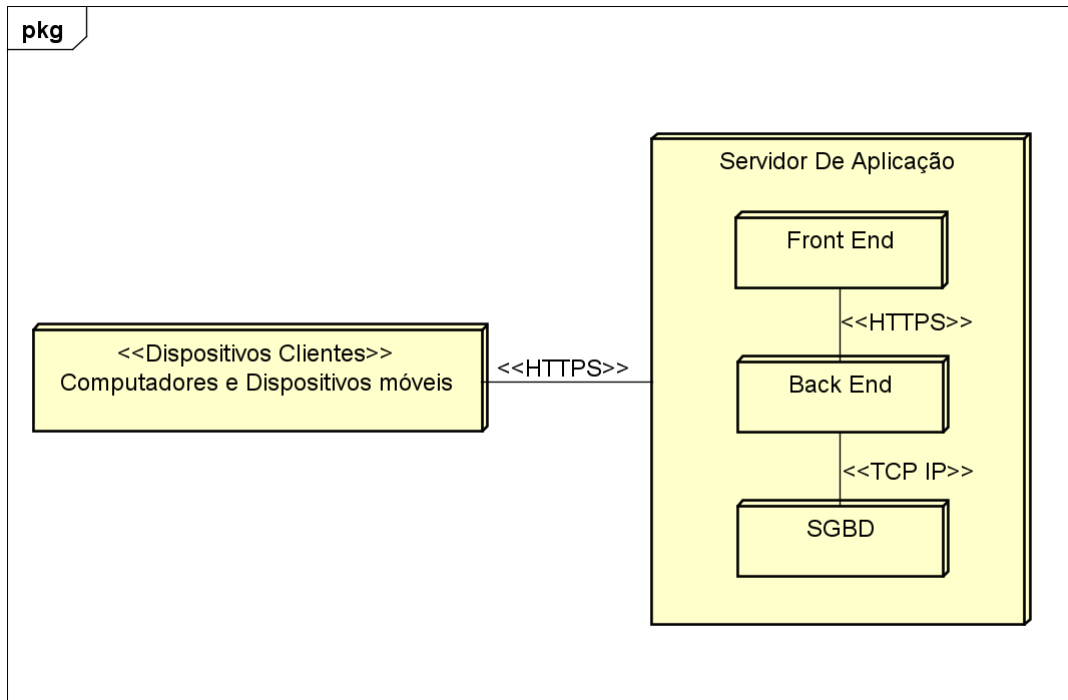 pkg
Servidor De Aplicação
Front End
<<HTTPS>>
<<Dispositivos Clientes>>
Computadores e Dispositivos móveis
<<HTTPS>>
Back End
<<TCP IP>>
SGBD